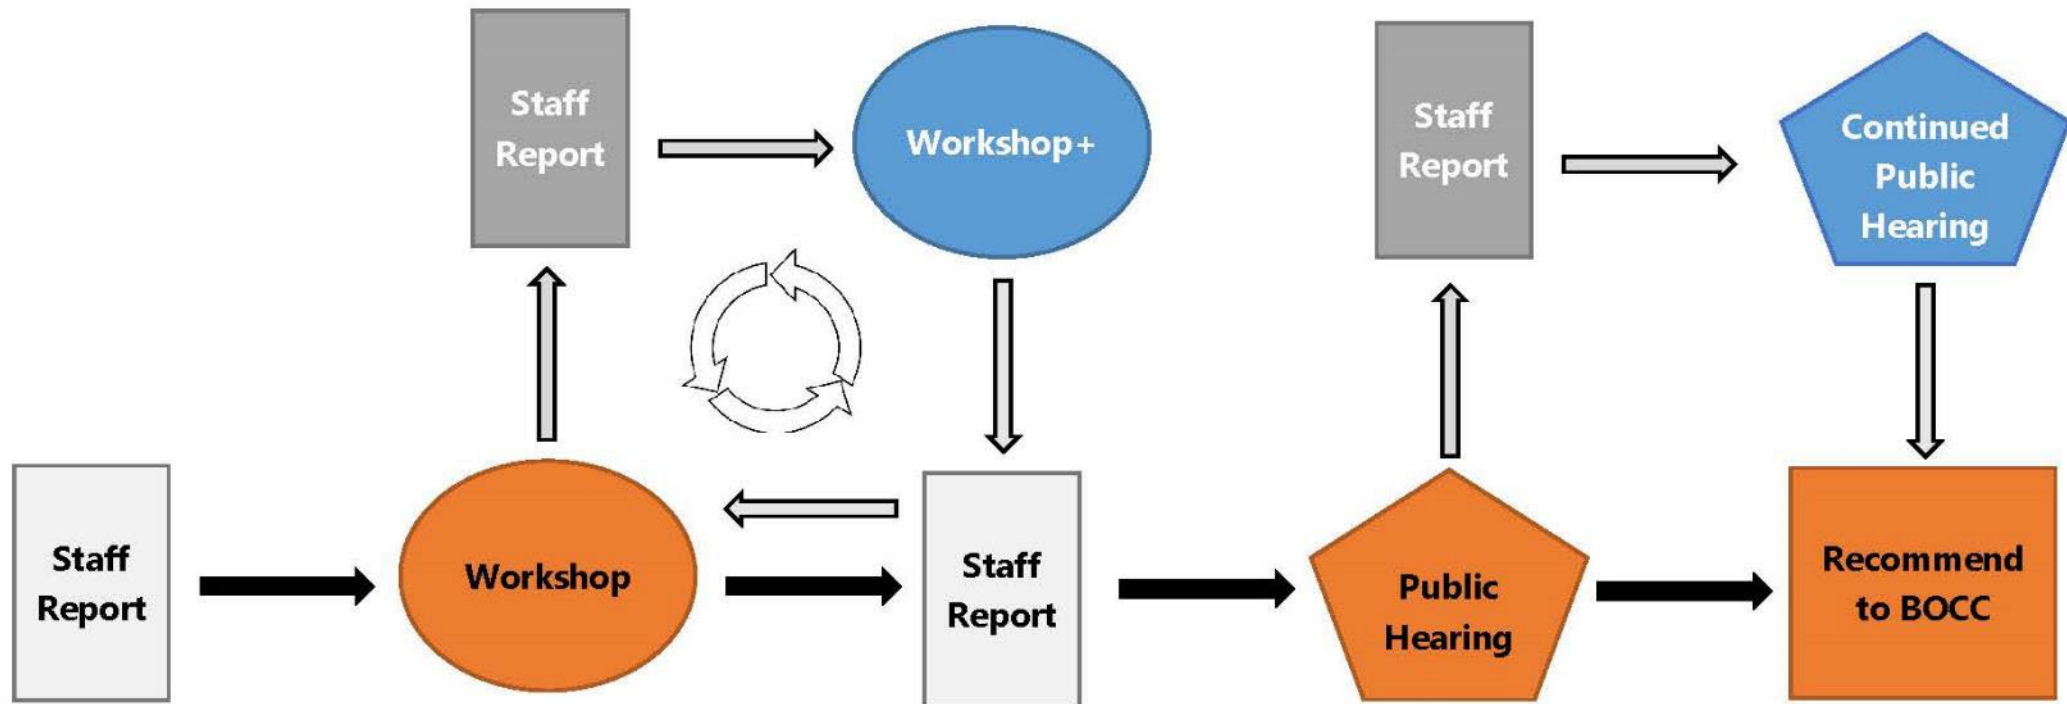 Staff
Report
Workshop+
Staff
Report
Continued
Public
Hearing
Staff
Report
Workshop
Staff
Report
Public
Hearing
Recommend
to BOCC